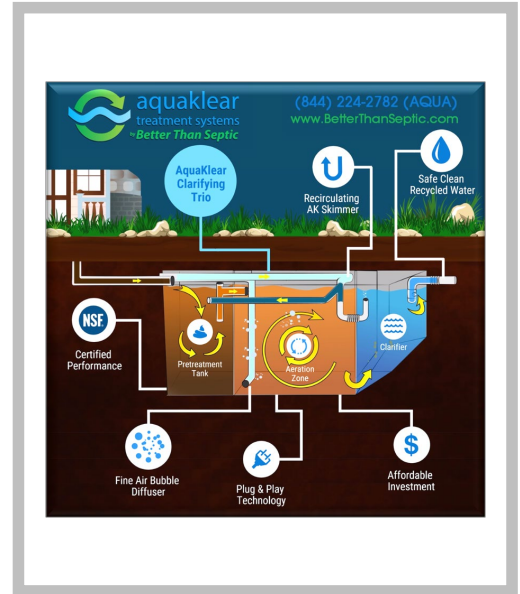 aquaklear
treatment systems
by Better Than Septic
(844) 224-2782 (AQUA)
www.BetterThanSeptic.com
AquaKlear
Clarifying
Trio
Recirculating
AK Skimmer
Safe Clean
Recycled Water
NSF
Certified
Performance
Pretreatment
Tank
Aeration
Zone
Clarifier
Fine Air Bubble
Diffuser
Plug & Play
Technology
$
Affordable
Investment